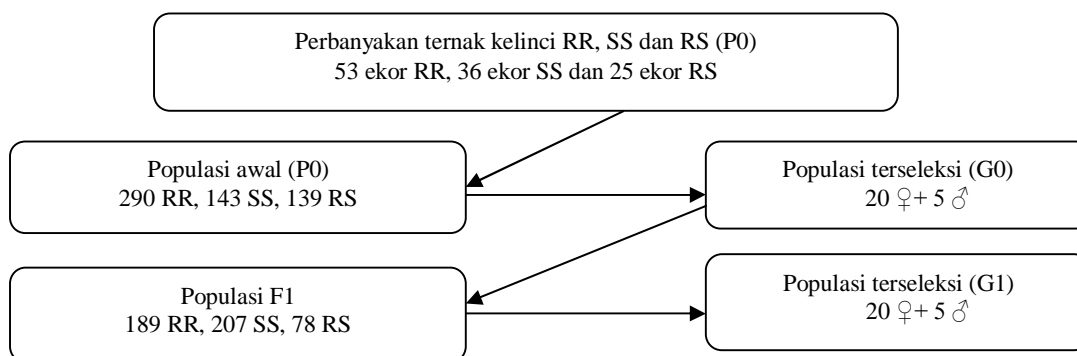 Perbanyakan ternak kelinci RR, SS dan RS (P0)
53 ekor RR, 36 ekor SS dan 25 ekor RS
Populasi awal (P0)
290 RR, 143 SS, 139 RS
Populasi terseleksi (G0)
20 ♀+ 5 ♂
Populasi F1
189 RR, 207 SS, 78 RS
Populasi terseleksi (G1)
20 ♀+ 5 ♂